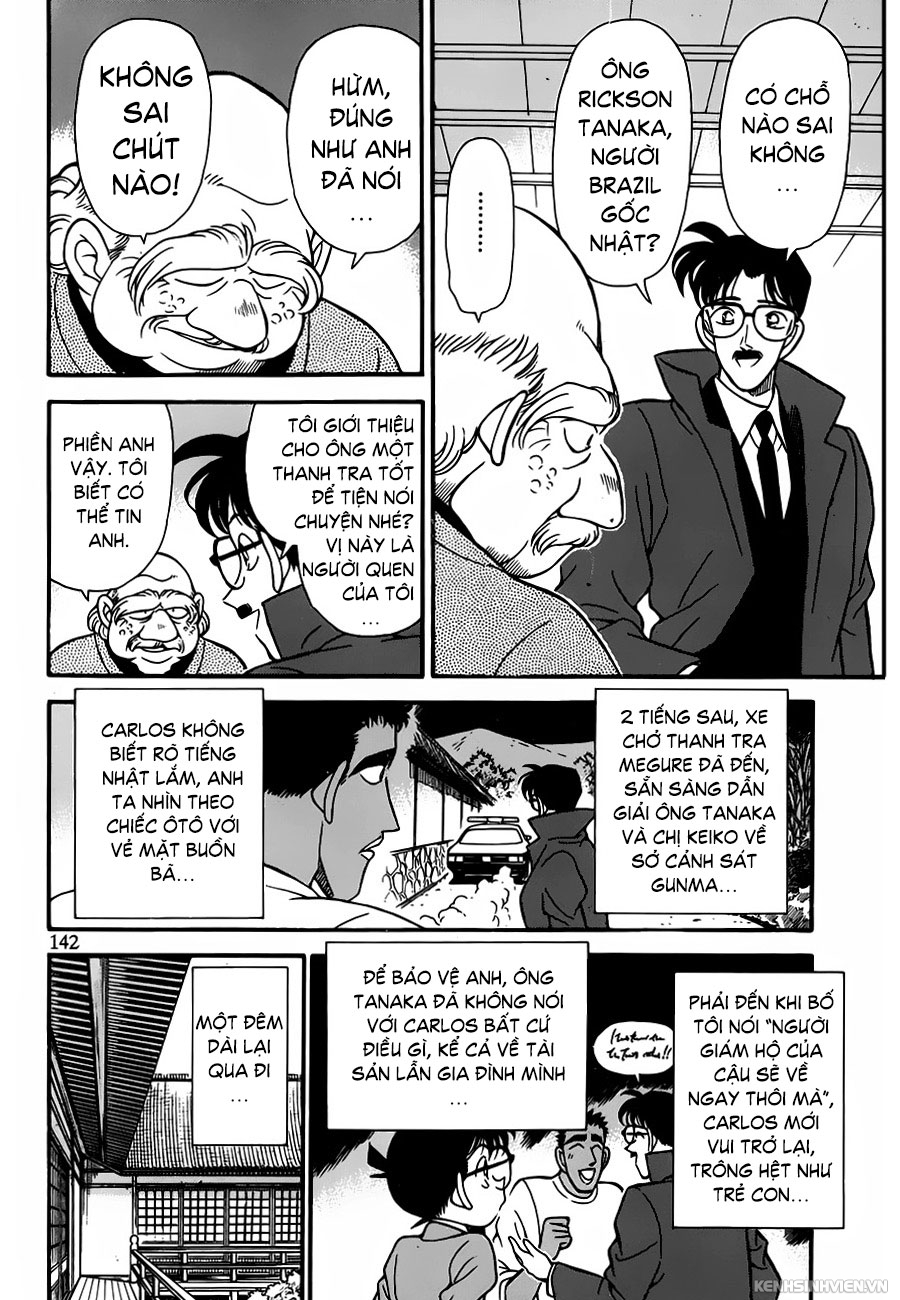 CÓ CHỖ
NÀO SAI
KHÔNG
...
ÔNG
RICKSON
TANAKA,
NGƯỜI
BRAZIL
GỐC
NHẬT?
........
HỪM,
ĐÚNG
NHƯ ANH
ĐÃ NÓI
...
KHÔNG
SAI
CHÚT
NÀO!
TÔI GIỚI THIỆU
CHO ÔNG MỘT
THANH TRA TỐT
ĐỂ TIỆN NÓI
CHUYỆN NHÉ?
VỊ NÀY LÀ
NGƯỜI QUEN
CỦA TÔI
...
PHIỀN ANH
VẬY. TÔI
BIẾT CÓ
THỂ TIN
ANH.
2 TIẾNG SAU, XE
CHỞ THANH TRA
MEGURE ĐÃ ĐẾN,
SẴN SÀNG DẪN
GIẢI ÔNG TANAKA
VÀ CHỊ KEIKO VỀ
SỞ CẢNH SÁT
GUNMA...
CARLOS KHÔNG
BIẾT RÕ TIẾNG
NHẬT LẮM, ANH
TA NHÌN THEO
CHIẾC ÔTÔ VỚI
VẺ MẶT BUỒN
BÃ...
142
PHẢI ĐẾN KHI BỐ
TÔI NÓI "NGƯỜI
GIÁM HỘ CỦA
CẬU SẼ VỀ
NGAY THÔI MÀ",
CARLOS MỚI
VUI TRỞ LẠI,
TRÔNG HỆT NHƯ
TRẺ CON...
ĐỂ BẢO VỆ ANH, ÔNG
TANAKA ĐÃ KHÔNG NÓI
VỚI CARLOS BẤT CỨ
ĐIỀU GÌ, KỂ CẢ VỀ TÀI
SẢN LẪN GIA ĐÌNH MÌNH
...
MỘT ĐÊM
DÀI LẠI
QUA ĐI
...
KENHSINHVIEN.VN